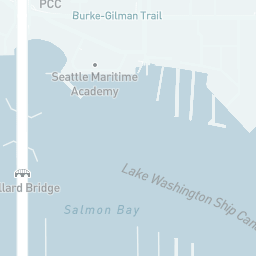 PCC
Burke-Gilman Trail
Seattle Maritime
Academy
Lake Washington Ship Can
llard Bridge
Salmon Bay